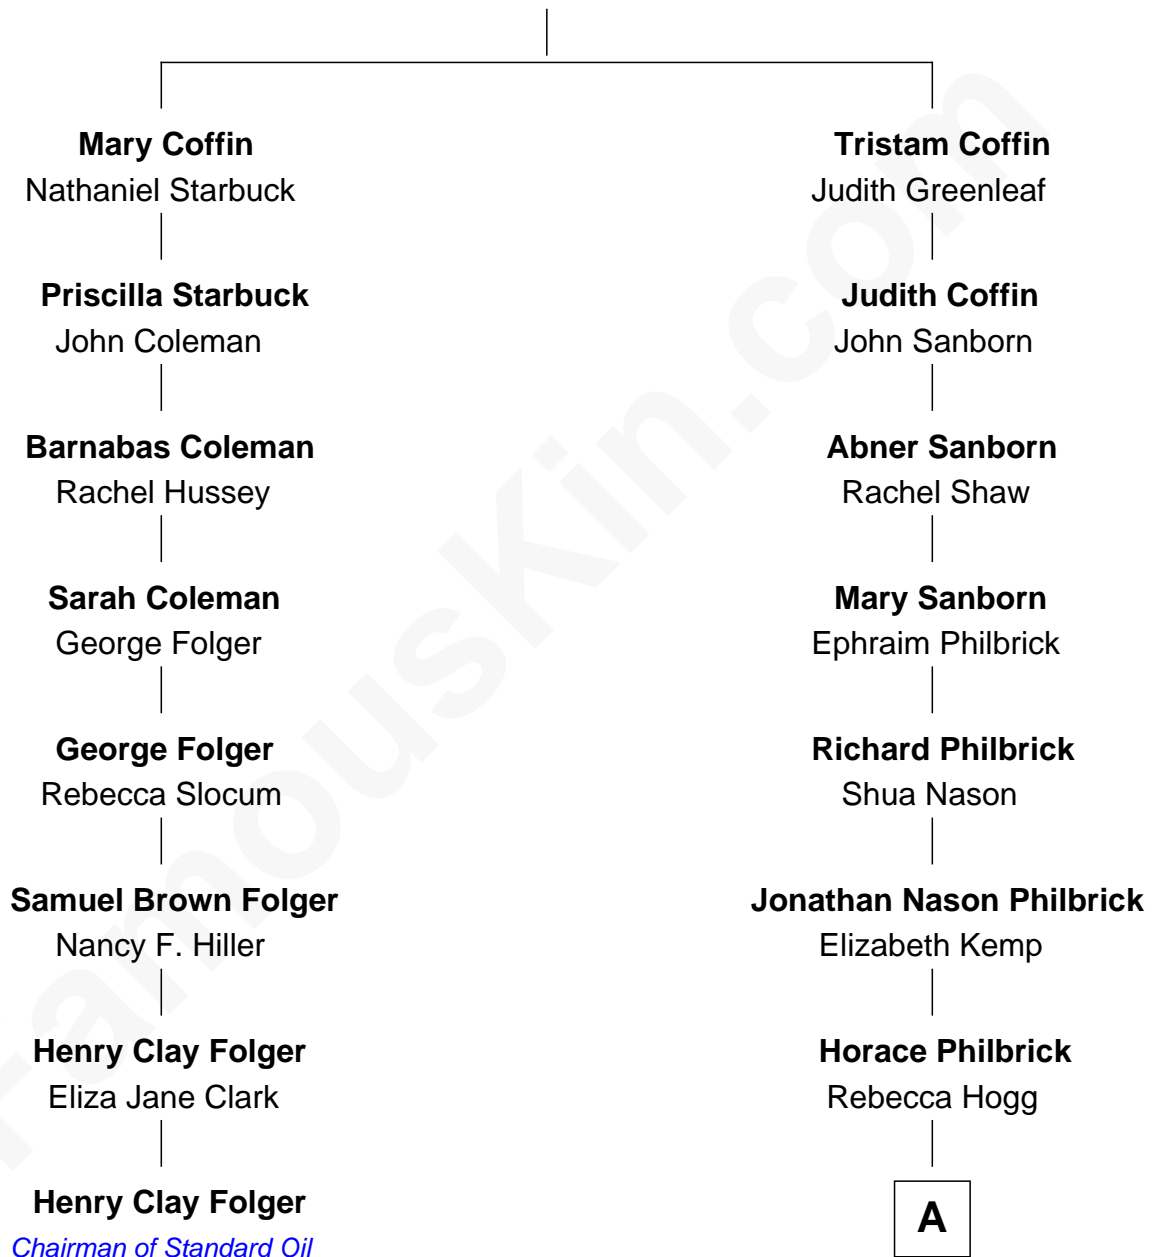 Mary Coffin
Nathaniel Starbuck
Tristam Coffin
Judith Greenleaf
Priscilla Starbuck
John Coleman
Judith Coffin
John Sanborn
Barnabas Coleman
Rachel Hussey
Abner Sanborn
Rachel Shaw
Sarah Coleman
George Folger
Mary Sanborn
Ephraim Philbrick
George Folger
Rebecca Slocum
Richard Philbrick
Shua Nason
Samuel Brown Folger
Nancy F. Hiller
Jonathan Nason Philbrick
Elizabeth Kemp
Henry Clay Folger
Eliza Jane Clark
Horace Philbrick
Rebecca Hogg
Henry Clay Folger
Chairman of Standard Oil
A
FamousKin.com